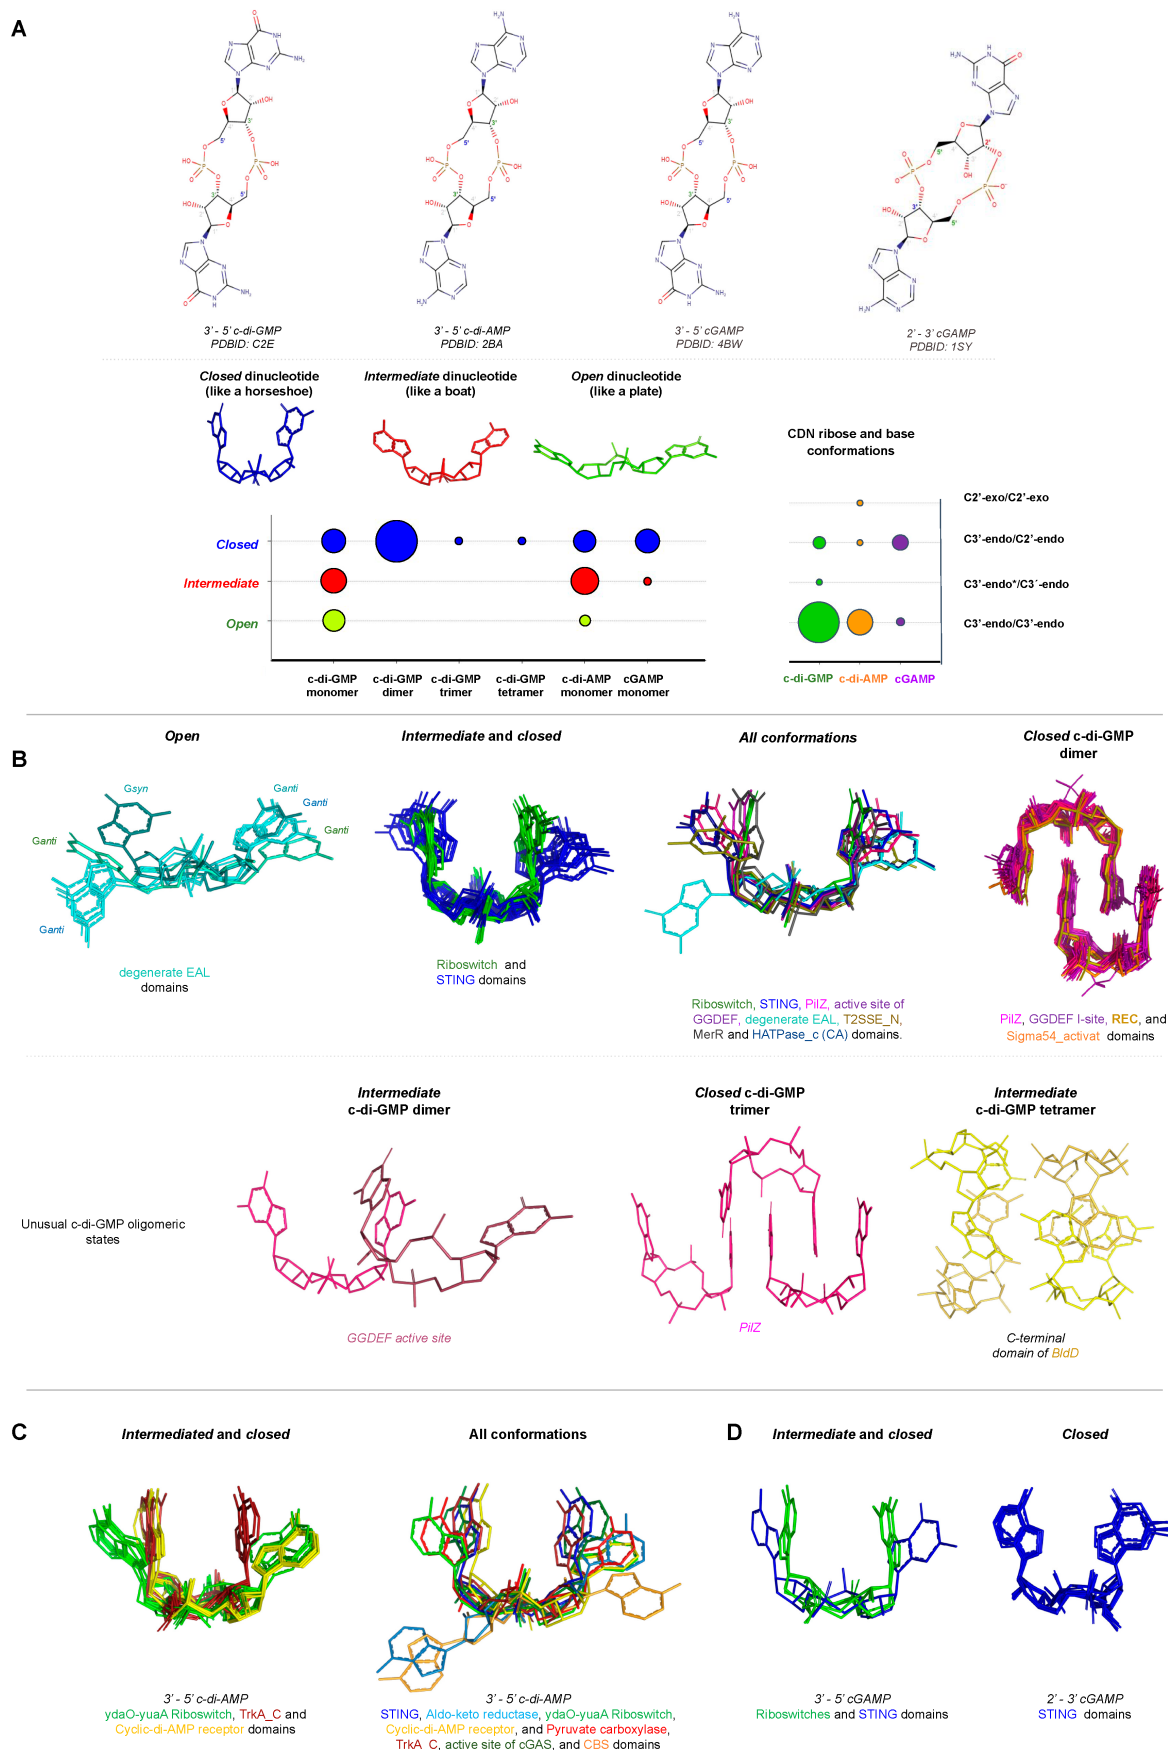 A
3' - 5' c-di-GMP
PDBID: C2E
3' - 5' c-di-AMP
PDBID: 2BA
3' - 5' cGAMP
PDBID: 4BW
2' - 3' cGAMP
PDBID: 1SY
Closed dinucleotide
(like a horseshoe)
Intermediate dinucleotide
(like a boat)
Open dinucleotide
(like a plate)
CDN ribose and base
conformations
Closed
Intermediate
Open
C2'-exo/C2'-exo
C3'-endo/C2'-endo
C3'-endo*/C3´-endo
C3'-endo/C3'-endo
c-di-GMP
monomer
c-di-GMP
dimer
c-di-GMP
trimer
c-di-GMP
tetramer
c-di-AMP
monomer
cGAMP
monomer
c-di-GMP
c-di-AMP
cGAMP
B
Open
Intermediate and closed
All conformations
Closed c-di-GMP
dimer
Gsyn
Ganti
Ganti
Ganti
Ganti
Ganti
degenerate EAL
domains
Riboswitch and
STING domains
Riboswitch, STING, PilZ, active site of
GGDEF, degenerate EAL, T2SSE_N,
MerR and HATPase_c (CA) domains.
PilZ, GGDEF I-site, REC, and
Sigma54_activat domains
Unusual c-di-GMP oligomeric
states
Intermediate
c-di-GMP dimer
Closed c-di-GMP
trimer
Intermediate
c-di-GMP tetramer
GGDEF active site
PilZ
C-terminal
domain of BldD
C
Intermediated and closed
All conformations
3' - 5' c-di-AMP
ydaO-yuaA Riboswitch, TrkA_C and
Cyclic-di-AMP receptor domains
3' - 5' c-di-AMP
STING, Aldo-keto reductase, ydaO-yuaA Riboswitch,
Cyclic-di-AMP receptor, and Pyruvate carboxylase,
TrkA_C, active site of cGAS, and CBS domains
D
Intermediate and closed
Closed
3' - 5' cGAMP
Riboswitches and STING domains
2' - 3' cGAMP
STING domains